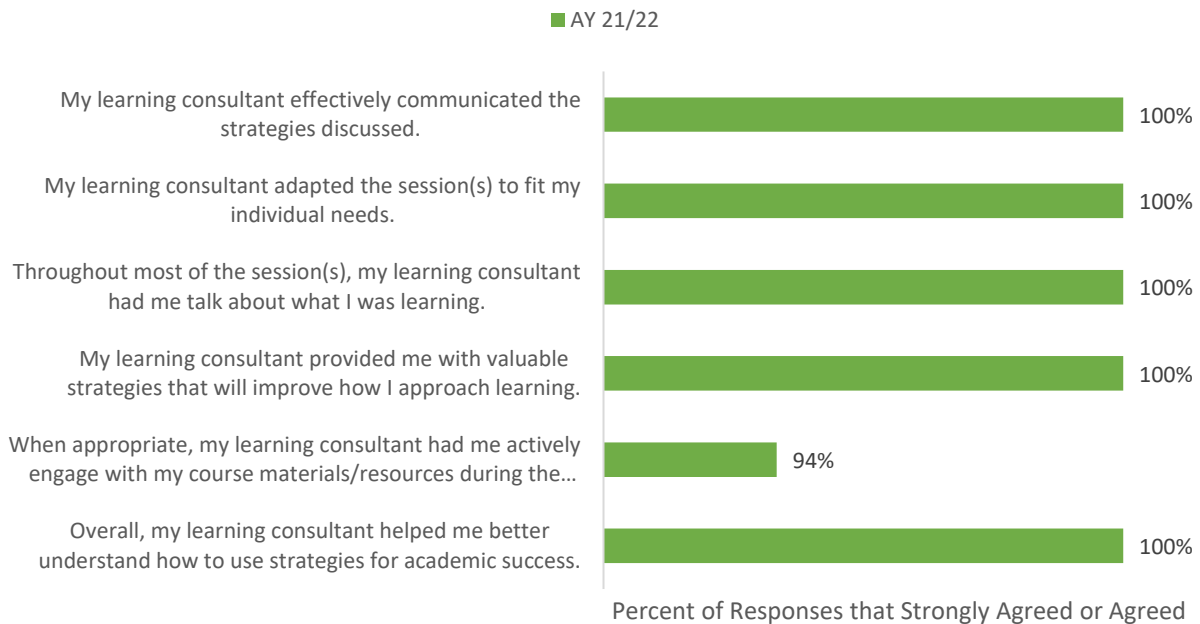 AY 21/22
My learning consultant effectively communicated the
strategies discussed.
100%
My learning consultant adapted the session(s) to fit my
individual needs.
100%
Throughout most of the session(s), my learning consultant
had me talk about what I was learning.
100%
My learning consultant provided me with valuable
strategies that will improve how I approach learning.
100%
When appropriate, my learning consultant had me actively
engage with my course materials/resources during the…
94%
Overall, my learning consultant helped me better
understand how to use strategies for academic success.
100%
Percent of Responses that Strongly Agreed or Agreed